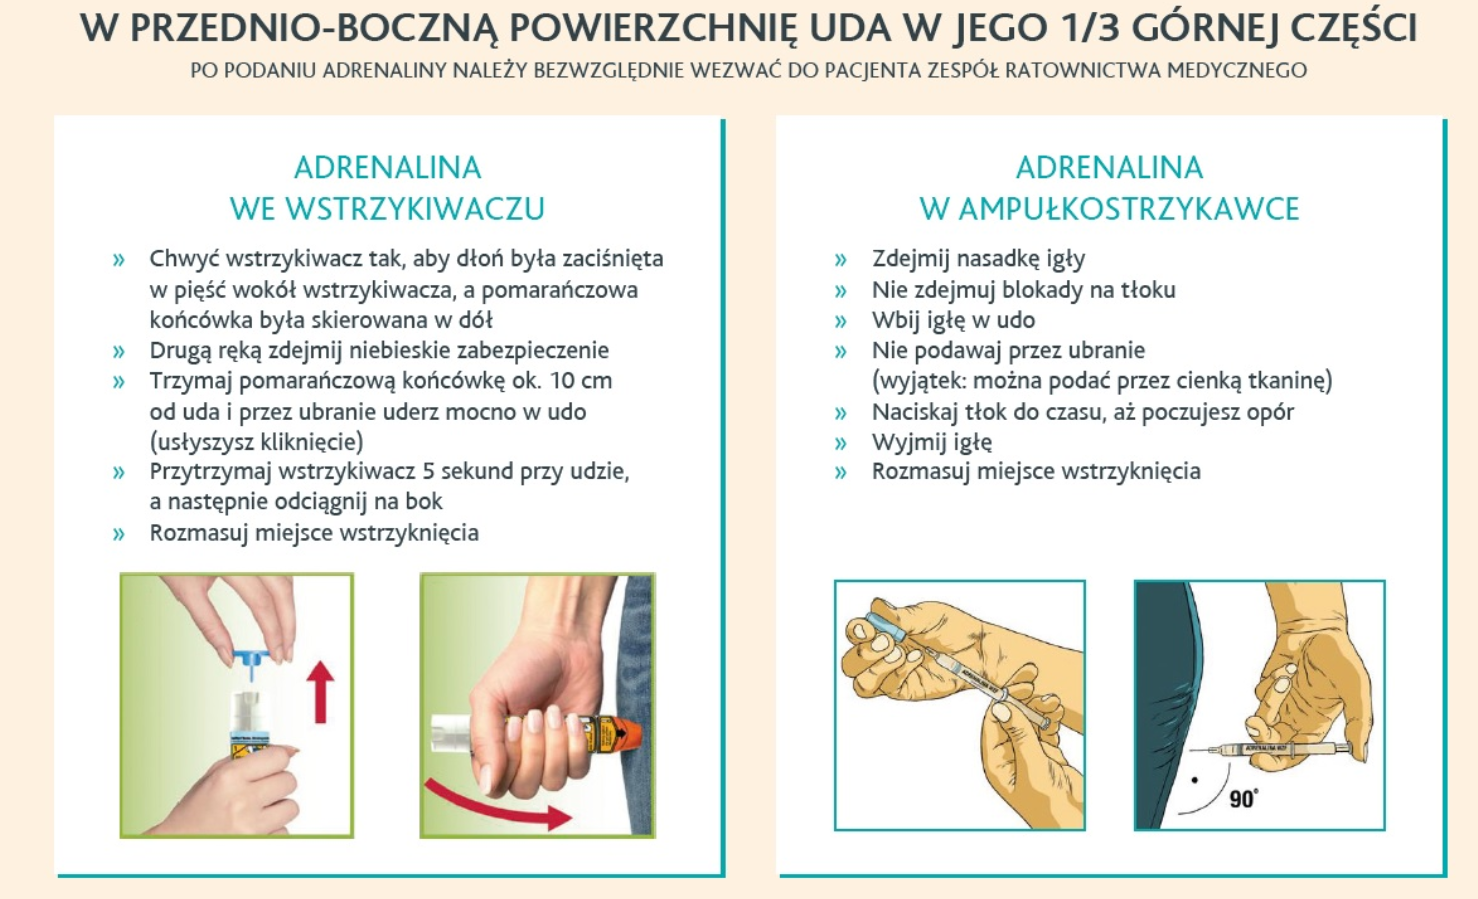 W PRZEDNIO-BOCZNĄ POWIERZCHNIĘ UDA W JEGO 1/3 GÓRNEJ CZĘŚCI
PO PODANIU ADRENALINY NALEŻY BEZWZGLĘDNIE WEZWAĆ DO PACJENTA ZESPÓŁ RATOWNICTWA MEDYCZNEGO
ADRENALINA
WE WSTRZYKIWACZU
» Chwyć wstrzykiwacz tak, aby dłoń była zaciśnięta
w pięść wokół wstrzykiwacza, a pomarańczowa
końcówka była skierowana w dół
» Drugą ręką zdejmij niebieskie zabezpieczenie
» Trzymaj pomarańczową końcówkę ok. 10 cm
od uda i przez ubranie uderz mocno w udo
(usłyszysz kliknięcie)
» Przytrzymaj wstrzykiwacz 5 sekund przy udzie,
a następnie odciągnij na bok
» Rozmasuj miejsce wstrzyknięcia
ADRENALINA
W AMPUŁKOSTRZYKAWCE
» Zdejmij nasadkę igły
» Nie zdejmuj blokady na tłoku
» Wbij igłę w udo
» Nie podawaj przez ubranie
(wyjątek: można podać przez cienką tkaninę)
» Naciskaj tłok do czasu, aż poczujesz opór
» Wyjmij igłę
» Rozmasuj miejsce wstrzyknięcia
ADRENALINA WZF
ADRENALINA WZF
90°